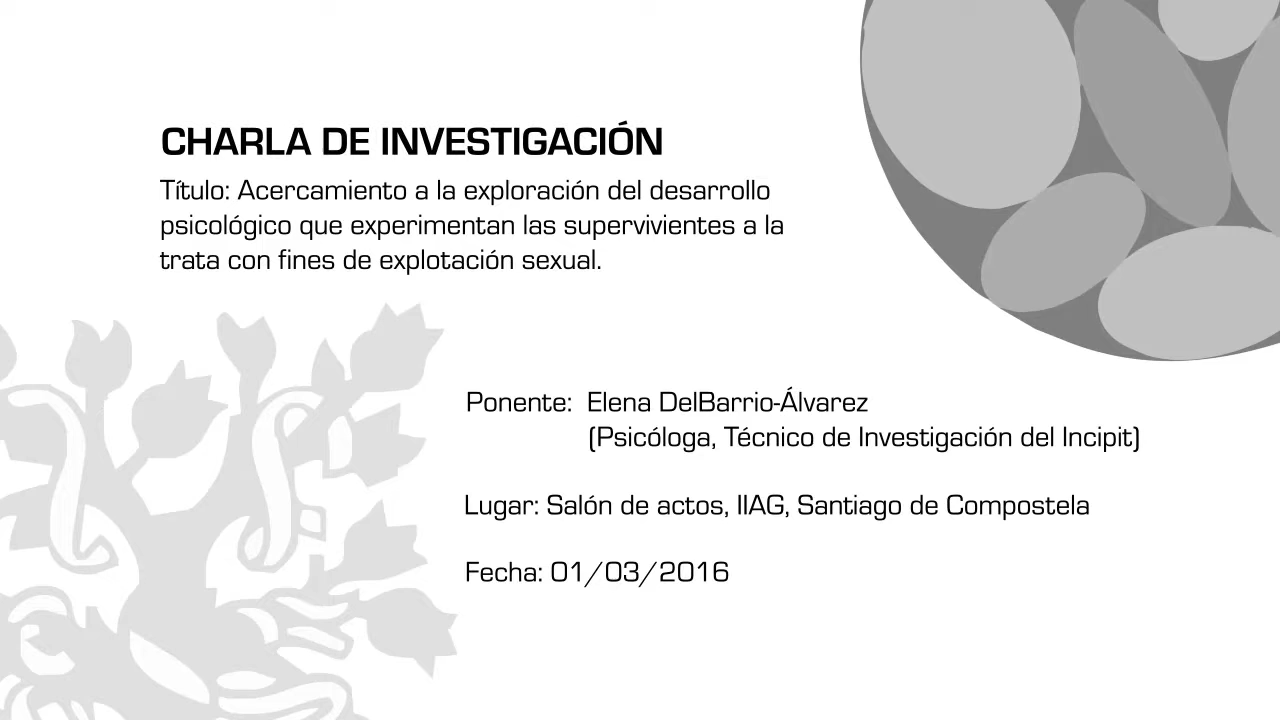 CHARLA DE INVESTIGACIÓN
Título: Acercamiento a la exploración del desarrollo
psicológico que experimentan las supervivientes a la
trata con fines de explotación sexual.
Ponente: Elena DelBarrio-Álvarez
(Psicóloga, Técnico de Investigación del Incipit)
Lugar: Salón de actos, IIAG, Santiago de Compostela
Fecha: 01/03/2016